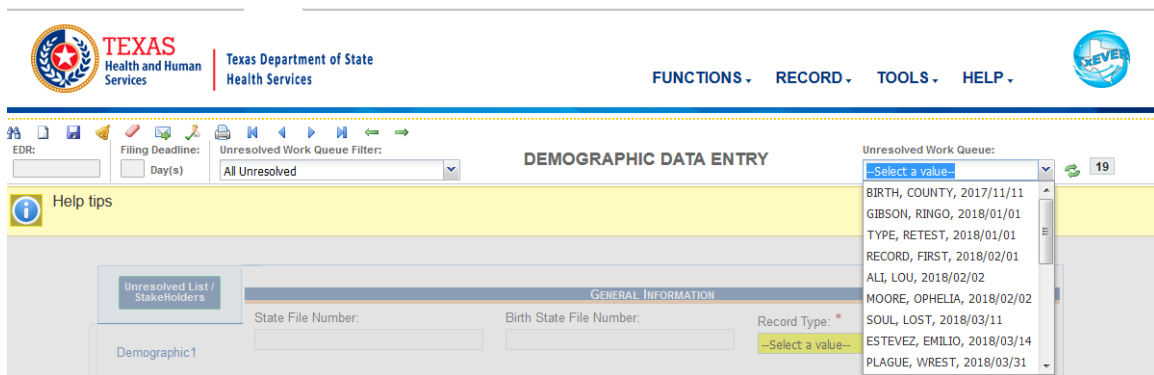 TEXAS
Health and Human
Services
Texas Department of State
Health Services
FUNCTIONS RECORD TOOLS HELP
TxEVER
EDR:
Filing Deadline:
Day(s)
Unresolved Work Queue Filter:
All Unresolved
DEMOGRAPHIC DATA ENTRY
Unresolved Work Queue:
--Select a value--
19
BIRTH, COUNTY, 2017/11/11
GIBSON, RINGO, 2018/01/01
TYPE, RETEST, 2018/01/01
RECORD, FIRST, 2018/02/01
ALI, LOU, 2018/02/02
MOORE, OPHELIA, 2018/02/02
SOUL, LOST, 2018/03/11
ESTEVEZ, EMILIO, 2018/03/14
PLAGUE, WREST, 2018/03/31
Help tips
Unresolved List /
StakeHolders
Demographic1
GENERAL INFORMATION
State File Number:
Birth State File Number:
Record Type: *
--Select a value--